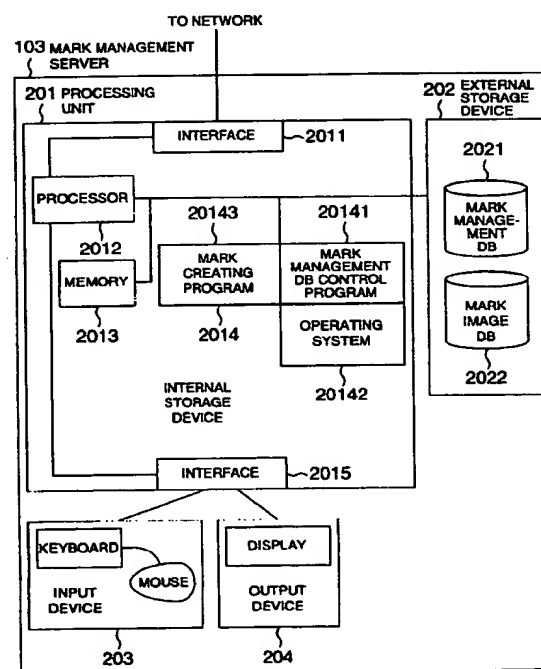 TO NETWORK
103 MARK MANAGEMENT
SERVER
201 PROCESSING
UNIT
202 EXTERNAL
STORAGE
DEVICE
INTERFACE
2011
2021
PROCESSOR
2012
MARK
MANAGE-
MENT
DB
20143
20141
MEMORY
2013
MARK
CREATING
PROGRAM
MARK
MANAGEMENT
DB CONTROL
PROGRAM
2014
OPERATING
SYSTEM
MARK
IMAGE
DB
20142
2022
INTERNAL
STORAGE
DEVICE
INTERFACE
2015
KEYBOARD
MOUSE
INPUT
DEVICE
DISPLAY
OUTPUT
DEVICE
203
204